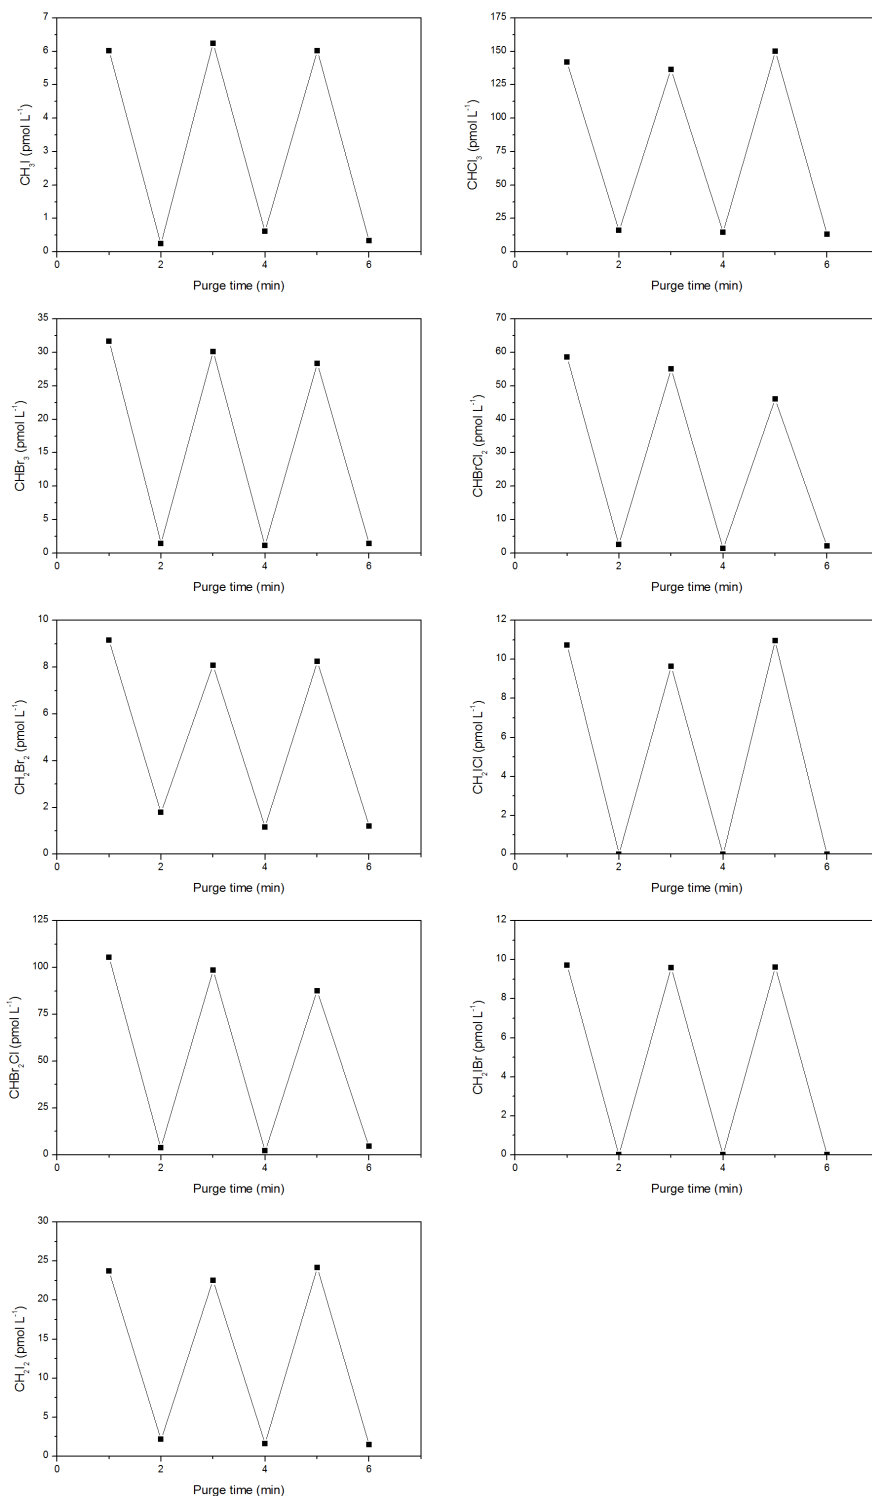 7
6
5
4
3
2
1
0
CH₃I (pmol L⁻¹)
0 2 4 6
Purge time (min)
175
150
125
100
75
50
25
0
CHCl₃ (pmol L⁻¹)
0 2 4 6
Purge time (min)
35
30
25
20
15
10
5
0
CHBr₃ (pmol L⁻¹)
0 2 4 6
Purge time (min)
70
60
50
40
30
20
10
0
CHBrCl₂ (pmol L⁻¹)
0 2 4 6
Purge time (min)
10
8
6
4
2
0
CH₂Br₂ (pmol L⁻¹)
0 2 4 6
Purge time (min)
12
10
8
6
4
2
0
CH₂ICl (pmol L⁻¹)
0 2 4 6
Purge time (min)
125
100
75
50
25
0
CHBr₂Cl (pmol L⁻¹)
0 2 4 6
Purge time (min)
12
10
8
6
4
2
0
CH₂IBr (pmol L⁻¹)
0 2 4 6
Purge time (min)
30
25
20
15
10
5
0
CH₂I₂ (pmol L⁻¹)
0 2 4 6
Purge time (min)